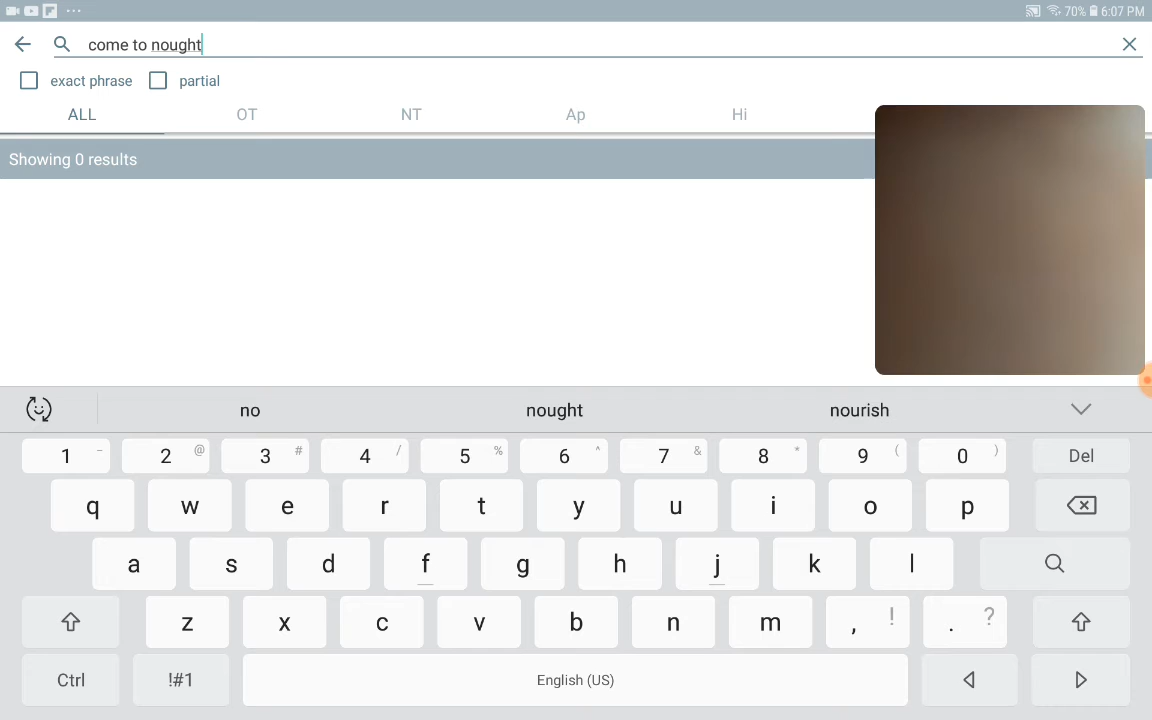 70% 6:07 PM
come to nought
exact phrase partial
ALL OT NT Ap Hi
Showing 0 results
no nought nourish
1 - 2 @ 3 # 4 / 5 % 6 ^ 7 & 8 * 9 ( 0 ) Del
q w e r t y u i o p
a s d f g h j k l
z x c v b n m , ! . ?
Ctrl !#1 English (US)